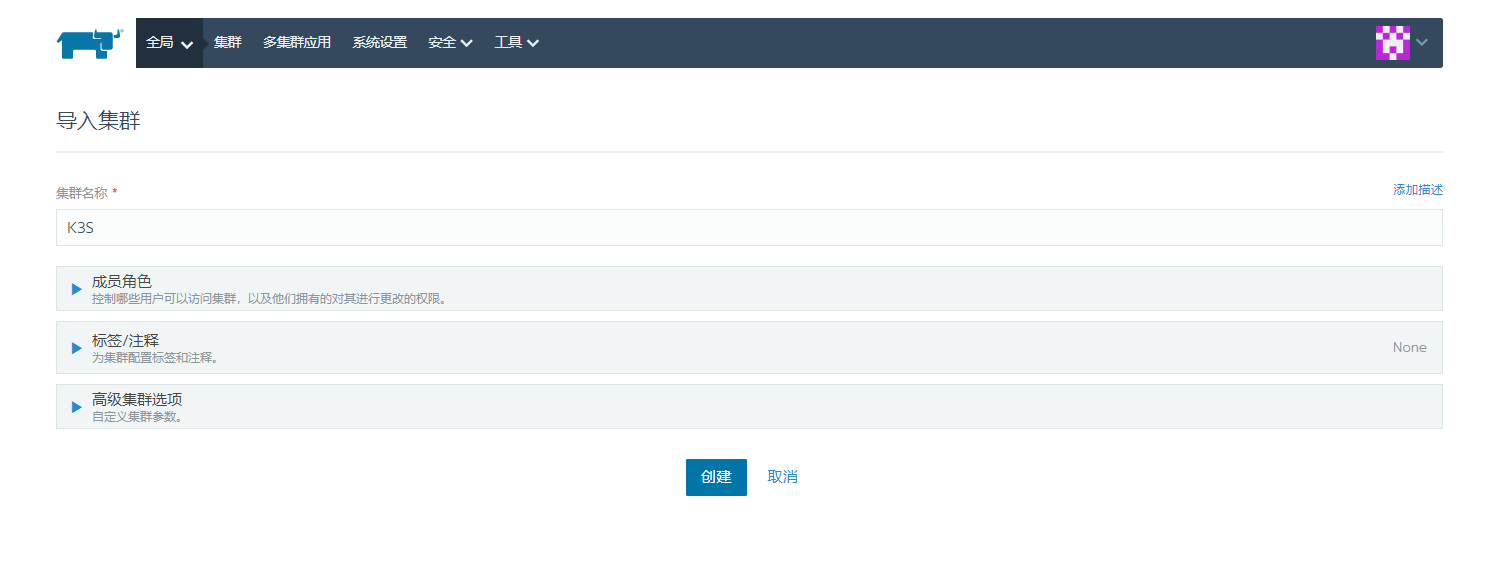 全局 集群 多集群应用 系统设置 安全 工具
导入集群
集群名称 * 添加描述
K3S
成员角色
控制哪些用户可以访问集群，以及他们拥有的对其进行更改的权限。
标签/注释
为集群配置标签和注释。
None
高级集群选项
自定义集群参数。
创建 取消